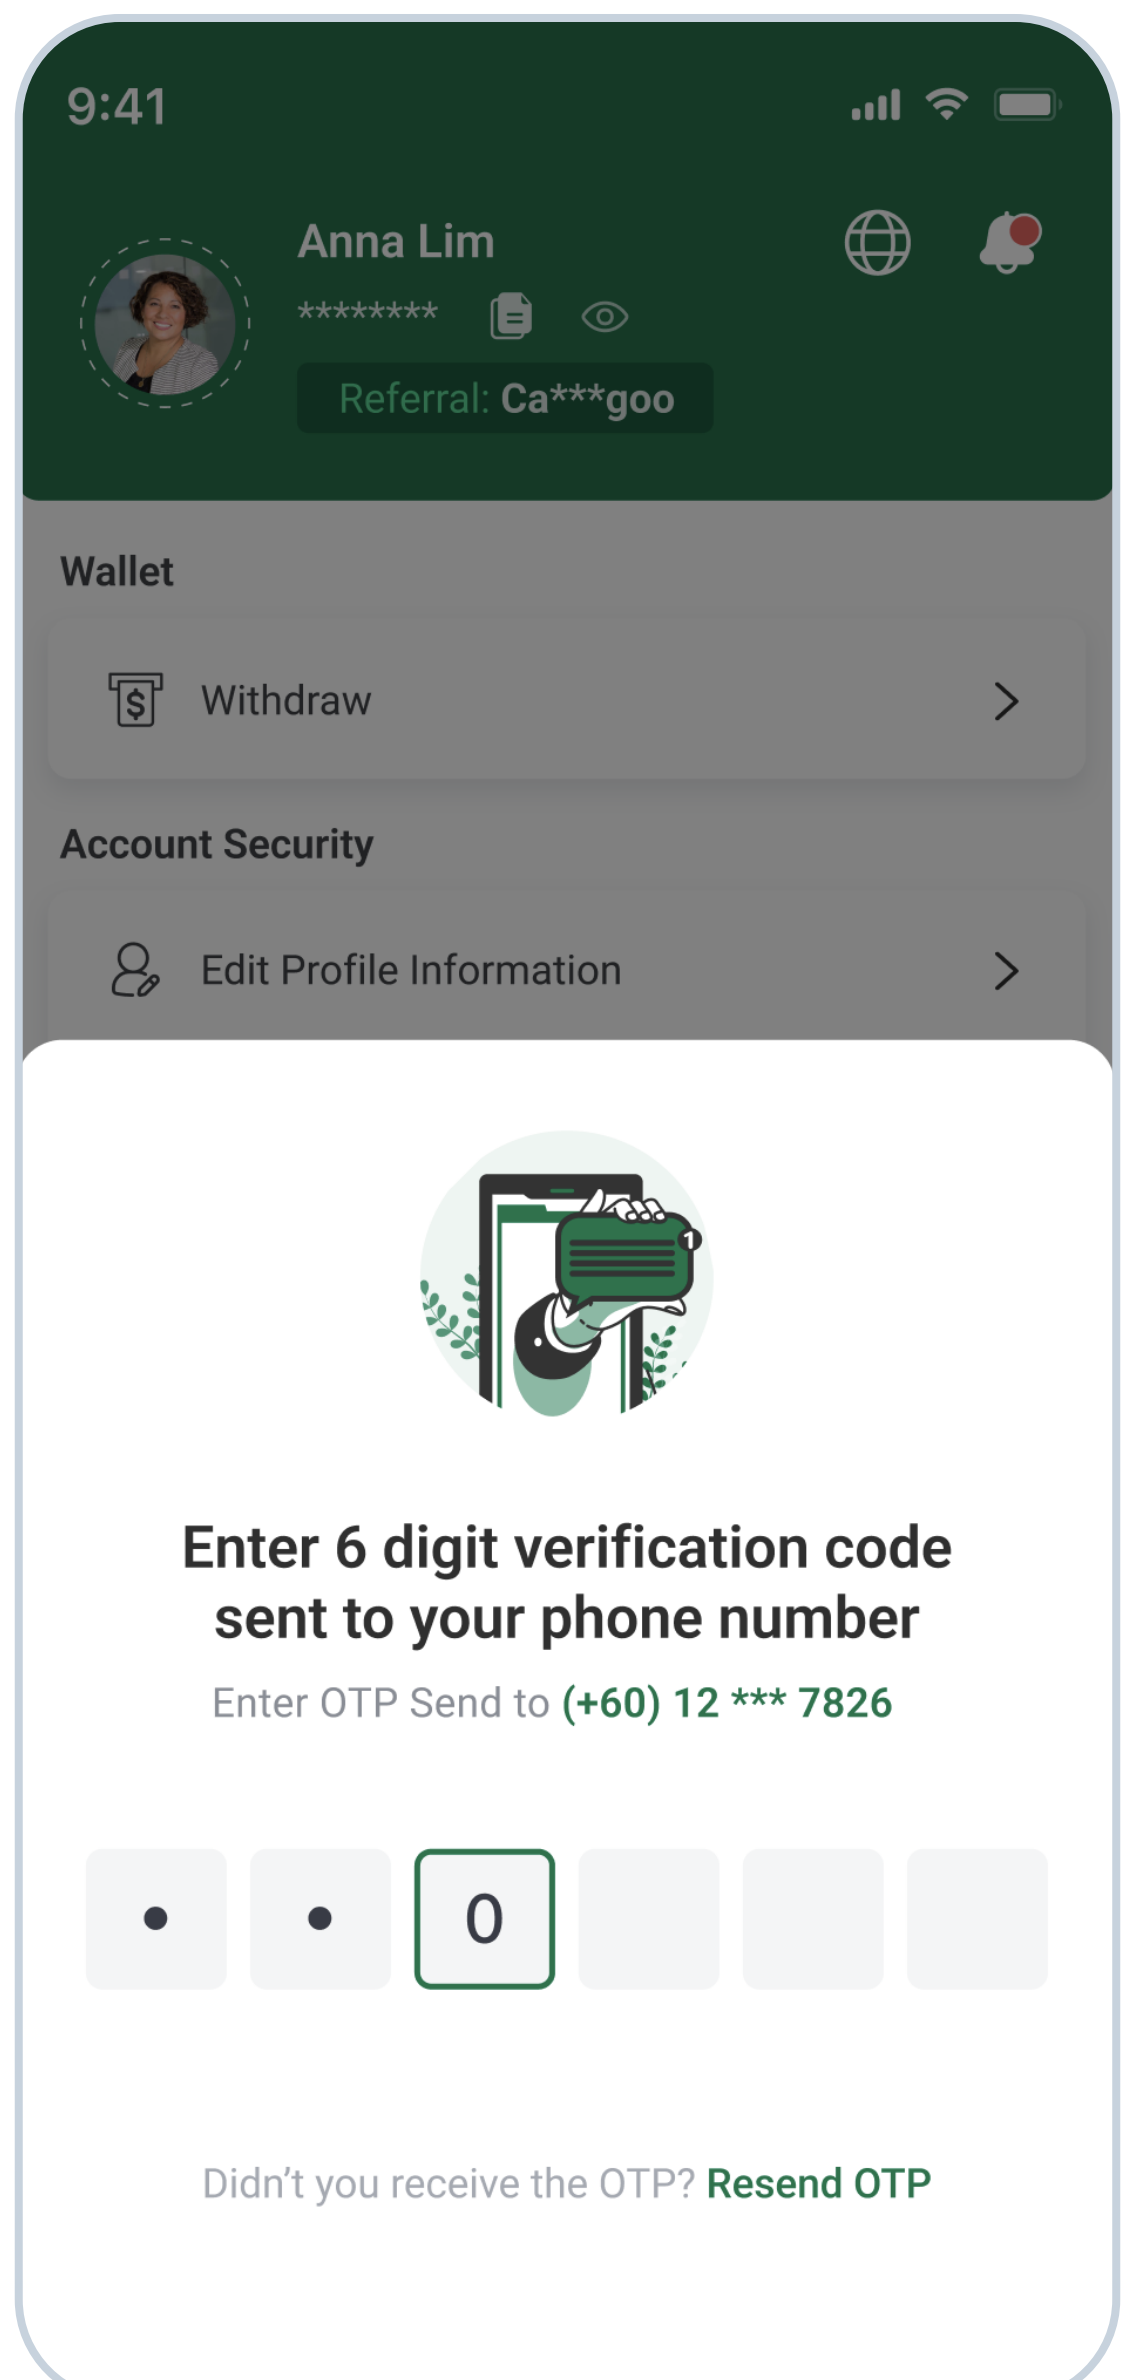 9:41
Anna Lim
********
Referral: Ca***goo
Wallet
$ Withdraw
Account Security
Edit Profile Information
1
Enter 6 digit verification code
sent to your phone number
Enter OTP Send to (+60) 12 *** 7826
• • 0
Didn’t you receive the OTP? Resend OTP